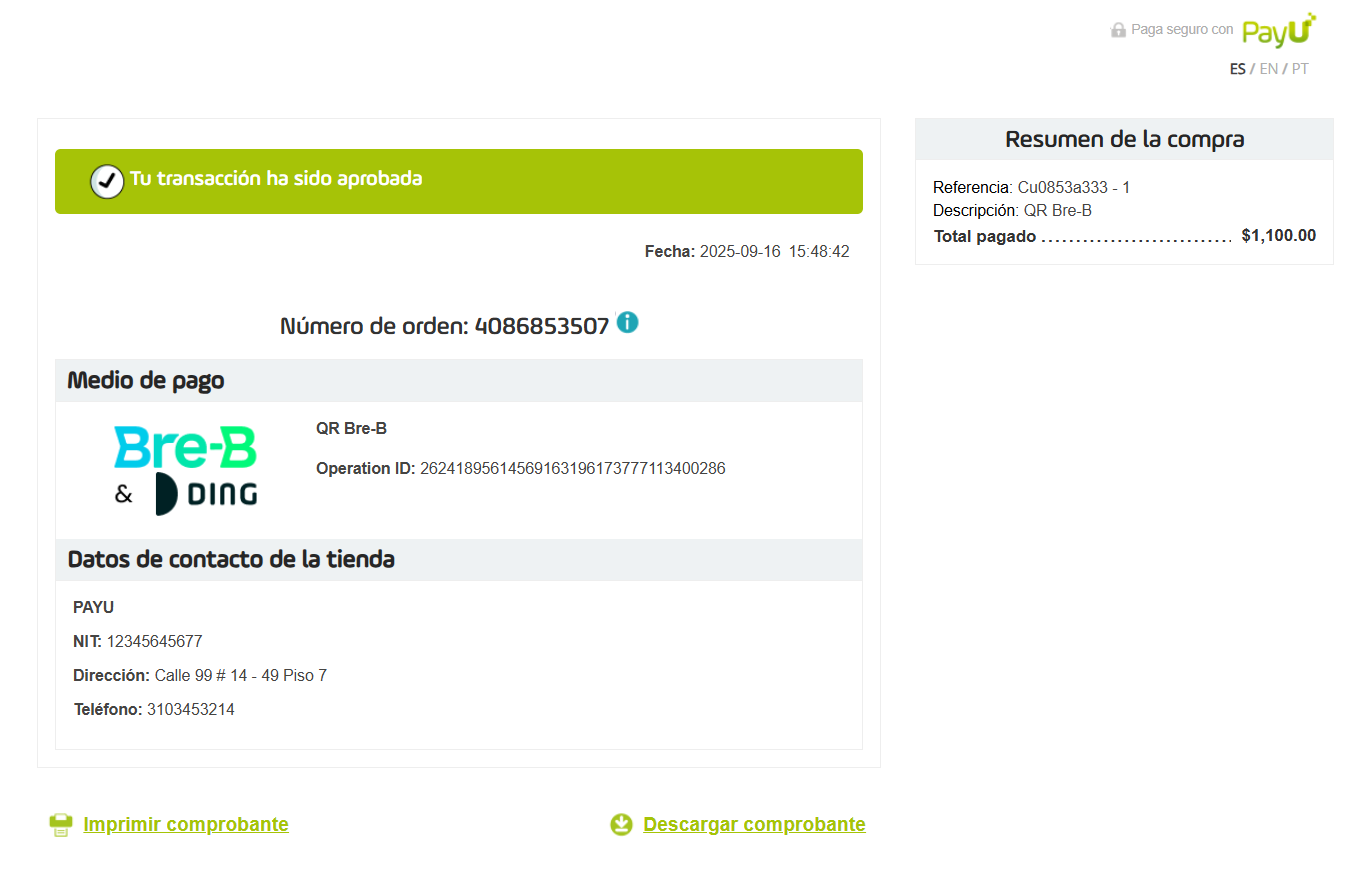 Paga seguro con PayU
ES / EN / PT
Tu transacción ha sido aprobada
Fecha: 2025-09-16 15:48:42
Número de orden: 4086853507
Medio de pago
Bre-B
& DING
QR Bre-B
Operation ID: 26241895614569163196173777113400286
Datos de contacto de la tienda
PAYU
NIT: 12345645677
Dirección: Calle 99 # 14 - 49 Piso 7
Teléfono: 3103453214
Imprimir comprobante
Descargar comprobante
Resumen de la compra
Referencia: Cu0853a333 - 1
Descripción: QR Bre-B
Total pagado ........................... $1,100.00